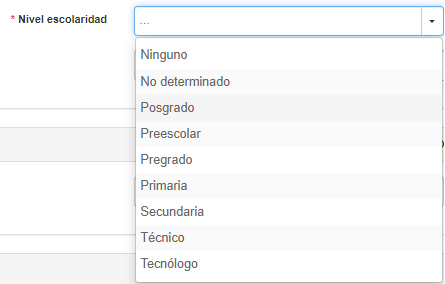 * Nivel escolaridad
...
Ninguno
No determinado
Posgrado
Preescolar
Pregrado
Primaria
Secundaria
Técnico
Tecnólogo